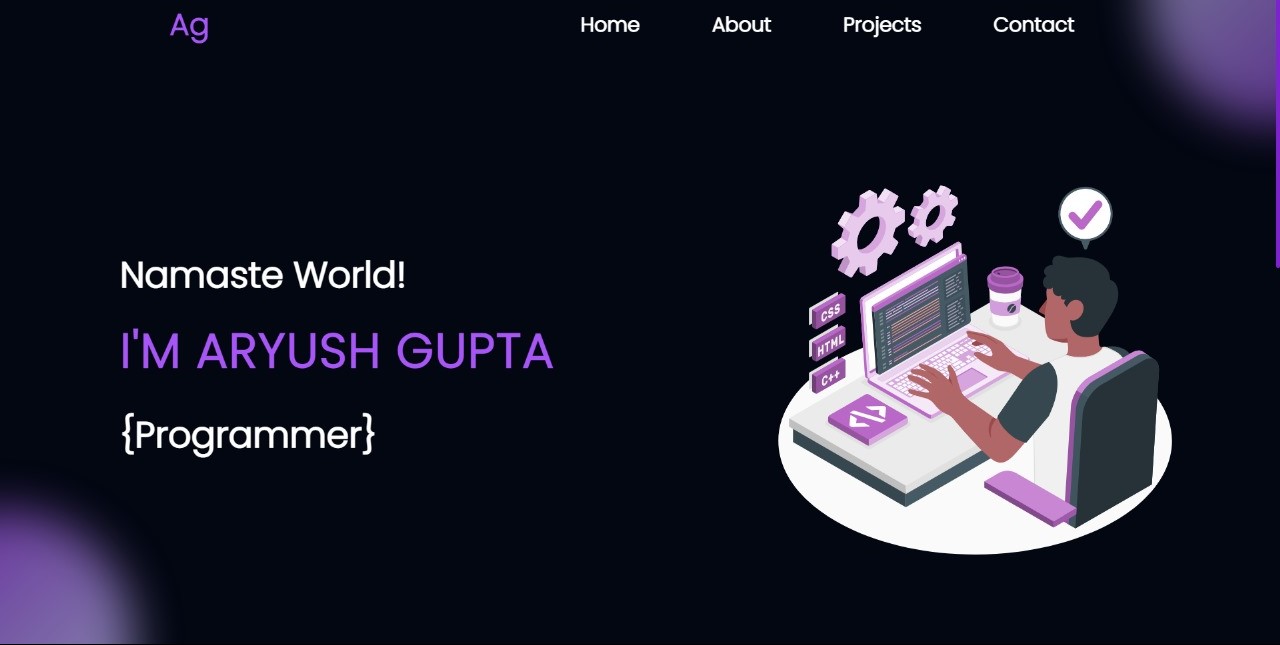 Ag
Home About Projects Contact
Namaste World!
I'M ARYUSH GUPTA
{Programmer}
CSS
HTML
C++